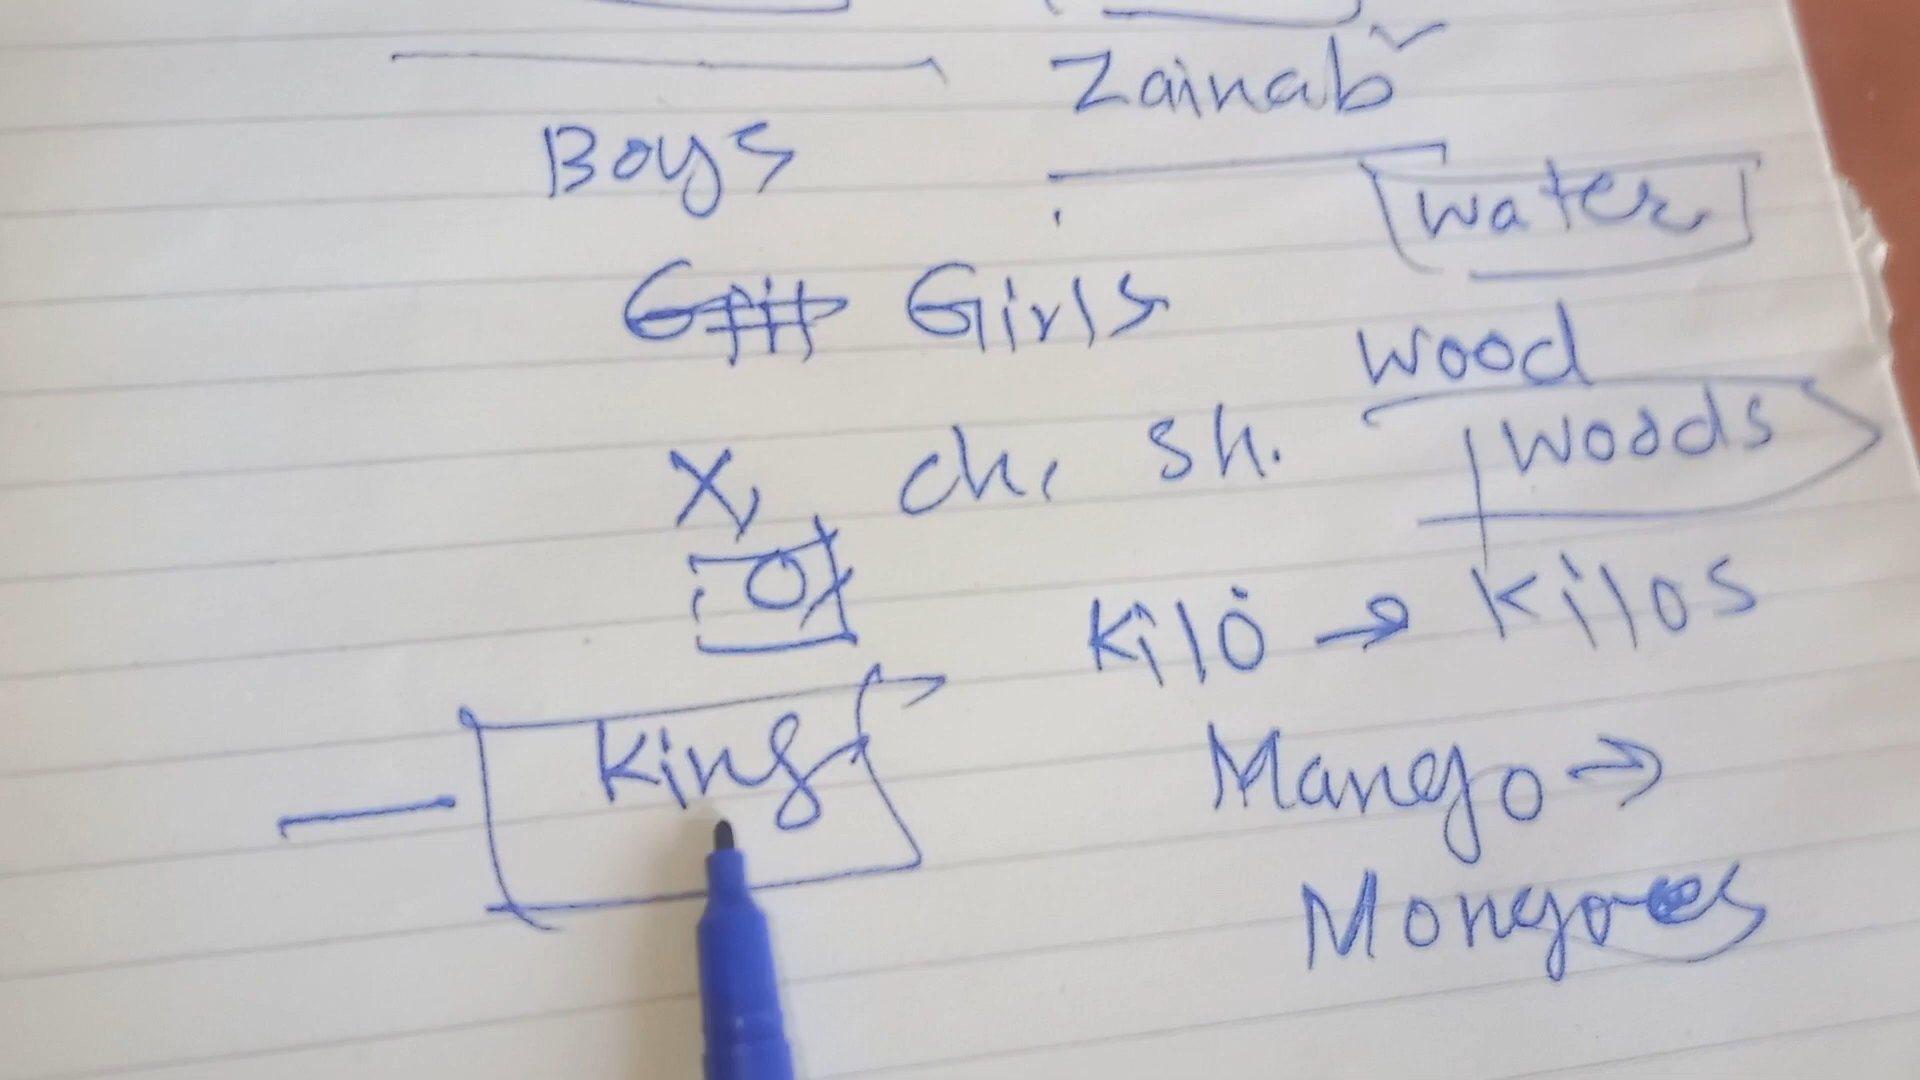 Zainab
Boys
water
Girls
wood
woods
X, ch, sh.
o
Kilo → Kilos
King
Mango →
Mongoes